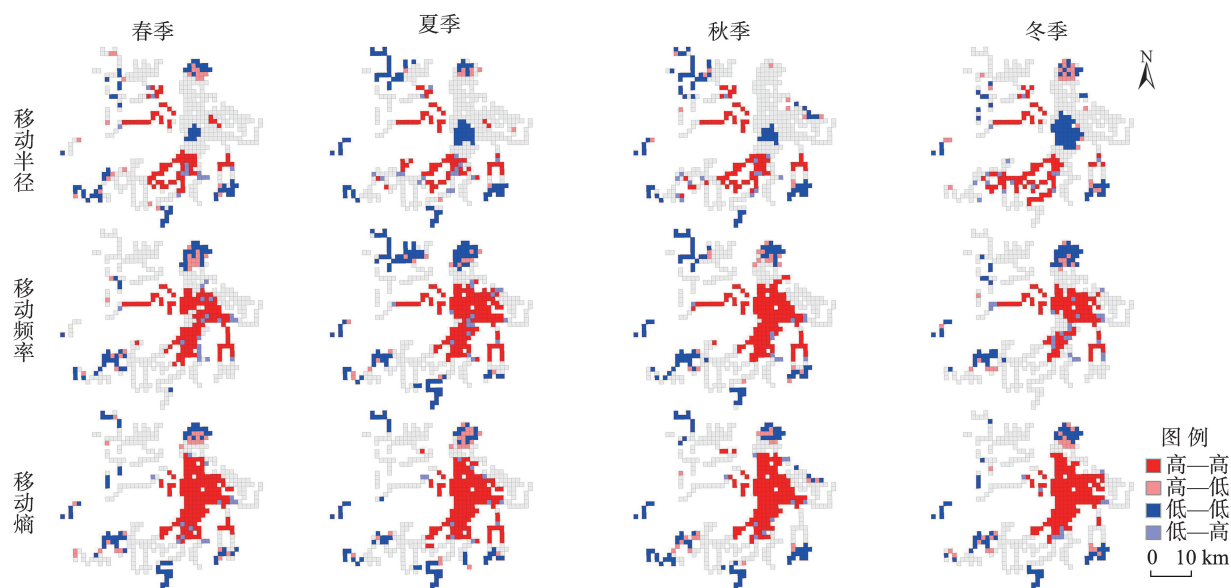 春季
夏季
秋季
冬季
N
移动半径
移动频率
移动熵
图 例
高—高
高—低
低—低
低—高
0 10 km